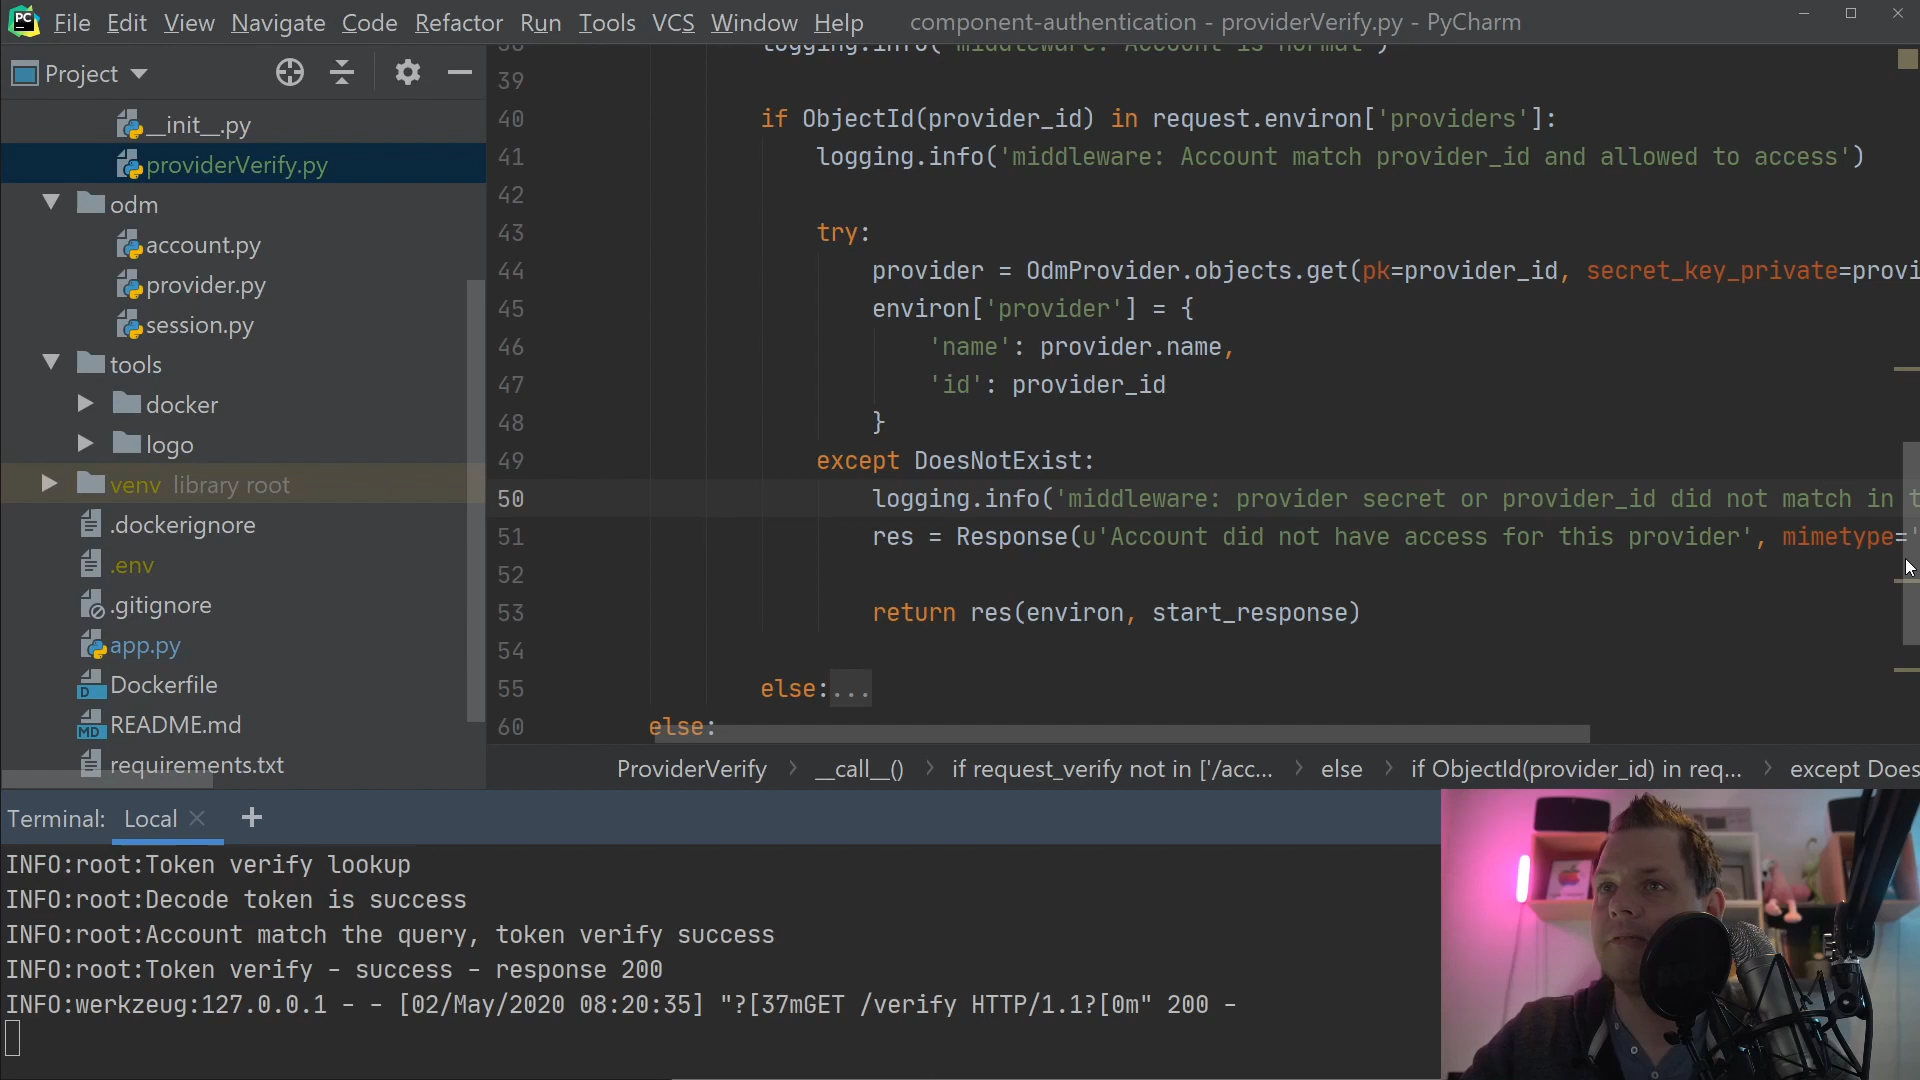 PC File Edit View Navigate Code Refactor Run Tools VCS Window Help component-authentication - providerVerify.py - PyCharm
Project
__init__.py
providerVerify.py
odm
account.py
provider.py
session.py
tools
docker
logo
venv library root
.dockerignore
.env
.gitignore
app.py
Dockerfile
README.md
requirements.txt
38 logging.info('middleware: Account is normal')
39
40 if ObjectId(provider_id) in request.environ['providers']:
41 logging.info('middleware: Account match provider_id and allowed to access')
42
43 try:
44 provider = OdmProvider.objects.get(pk=provider_id, secret_key_private=provi
45 environ['provider'] = {
46 'name': provider.name,
47 'id': provider_id
48 }
49 except DoesNotExist:
50 logging.info('middleware: provider secret or provider_id did not match in t
51 res = Response(u'Account did not have access for this provider', mimetype='
52
53 return res(environ, start_response)
54
55 else:...
60 else:
ProviderVerify › __call__() › if request_verify not in ['/acc... › else › if ObjectId(provider_id) in req... › except Does
Terminal: Local × +
INFO:root:Token verify lookup
INFO:root:Decode token is success
INFO:root:Account match the query, token verify success
INFO:root:Token verify - success - response 200
INFO:werkzeug:127.0.0.1 - - [02/May/2020 08:20:35] "?[37mGET /verify HTTP/1.1?[0m" 200 -